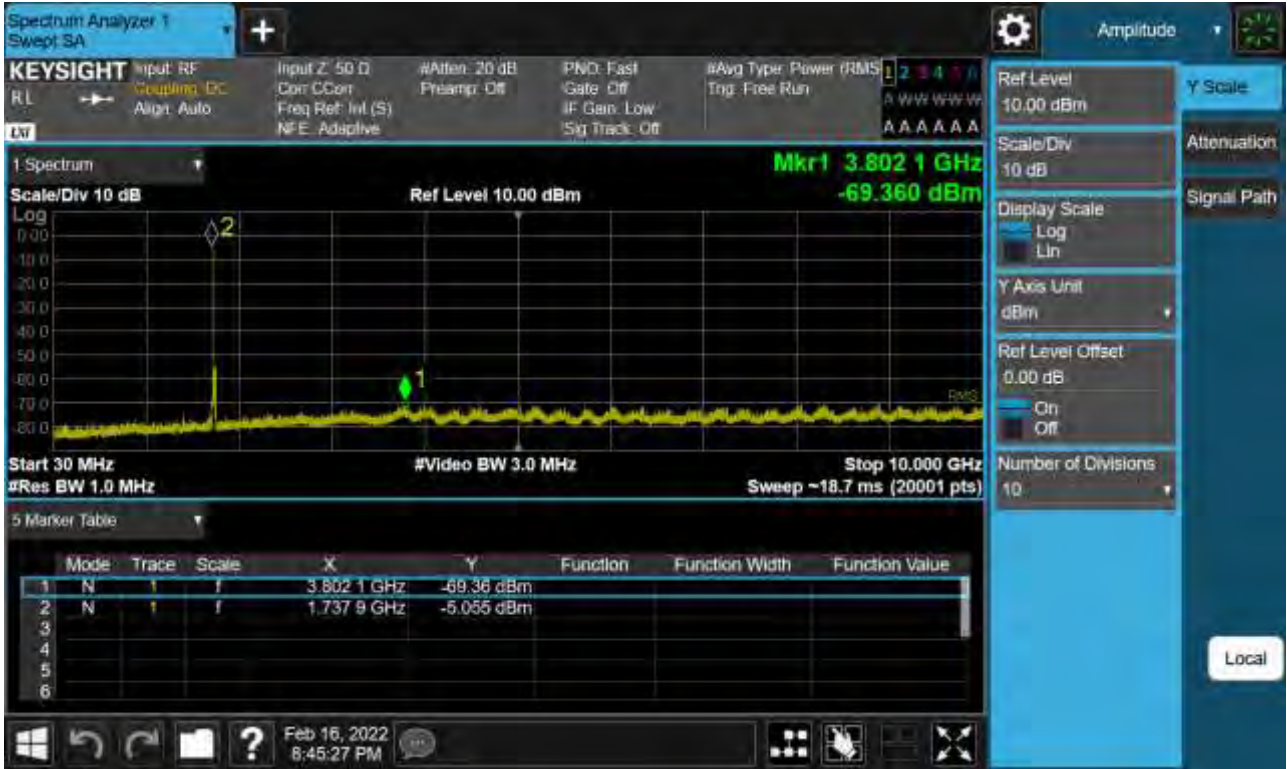 Spectrum Analyzer 1
Swept SA
+
Amplitude
KEYSIGHT
RL
LXI
Input: RF
Coupling: DC
Align: Auto
Input Z: 50 Ω
Corr CCorr
Freq Ref: Int (S)
NFE: Adaptive
#Atten: 20 dB
Preamp: Off
PNO: Fast
Gate: Off
IF Gain: Low
Sig Track: Off
#Avg Type: Power (RMS
Trig: Free Run
1 2 3 4 5 6
A W W W W W
A A A A A A
1 Spectrum
Mkr1 3.802 1 GHz
Scale/Div 10 dB
Ref Level 10.00 dBm
-69.360 dBm
Log
0.00
-10.0
-20.0
-30.0
-40.0
-50.0
-60.0
-70.0
-80.0
2
1
RMS
Start 30 MHz
#Video BW 3.0 MHz
Stop 10.000 GHz
#Res BW 1.0 MHz
Sweep ~18.7 ms (20001 pts)
5 Marker Table
Mode Trace Scale X Y Function Function Width Function Value
1 N 1 f 3.802 1 GHz -69.36 dBm
2 N 1 f 1.737 9 GHz -5.055 dBm
3
4
5
6
Ref Level
10.00 dBm
Scale/Div
10 dB
Display Scale
Log
Lin
Y Axis Unit
dBm
Ref Level Offset
0.00 dB
On
Off
Number of Divisions
10
Y Scale
Attenuation
Signal Path
Local
?
Feb 16, 2022
8:45:27 PM